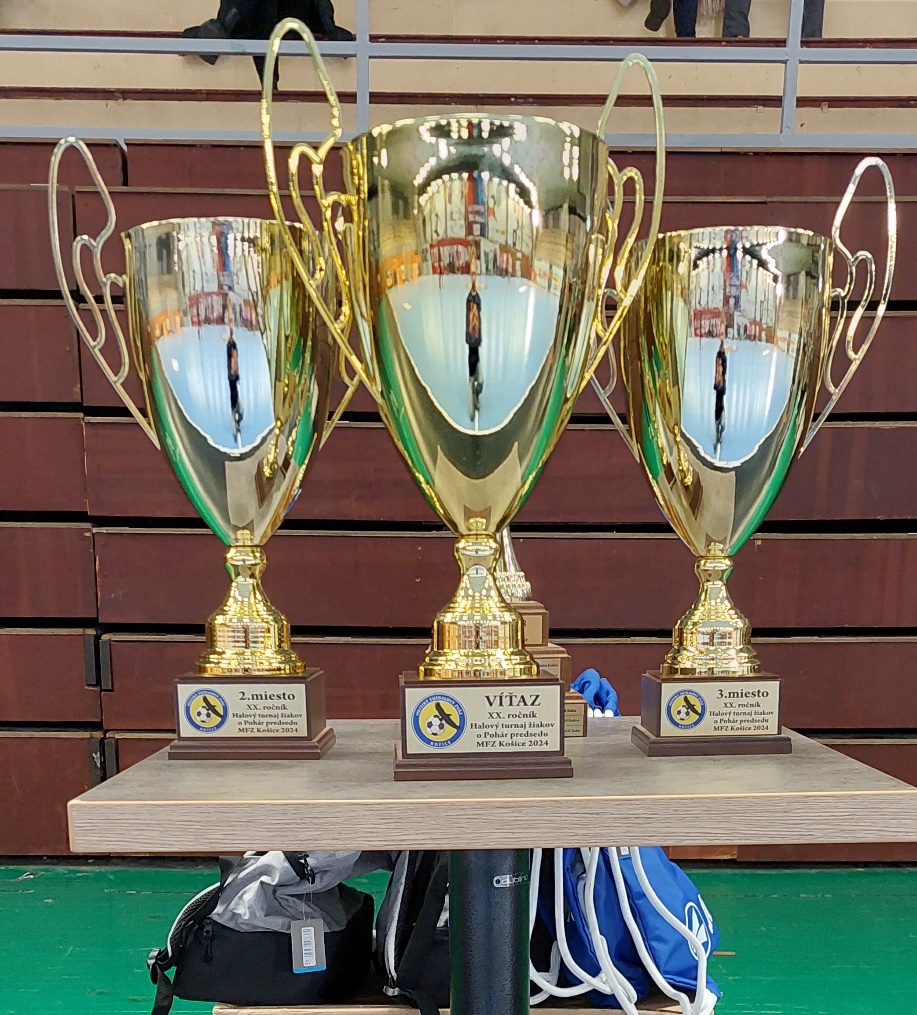 2.miesto
XX. ročník
Halový turnaj žiakov
o Pohár predsedu
MFZ Košice 2024
VÍŤAZ
XX. ročník
Halový turnaj žiakov
o Pohár predsedu
MFZ Košice 2024
KOŠICE
3.miesto
XX. ročník
Halový turnaj žiakov
o Pohár predsedu
MFZ Košice 2024